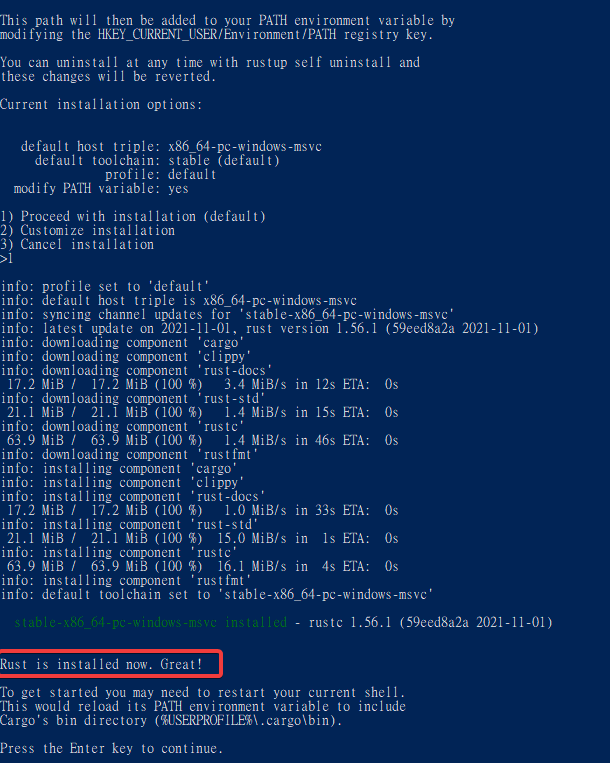 This path will then be added to your PATH environment variable by
modifying the HKEY_CURRENT_USER/Environment/PATH registry key.
You can uninstall at any time with rustup self uninstall and
these changes will be reverted.
Current installation options:
default host triple: x86_64-pc-windows-msvc
default toolchain: stable (default)
profile: default
modify PATH variable: yes
1) Proceed with installation (default)
2) Customize installation
3) Cancel installation
>1
info: profile set to 'default'
info: default host triple is x86_64-pc-windows-msvc
info: syncing channel updates for 'stable-x86_64-pc-windows-msvc'
info: latest update on 2021-11-01, rust version 1.56.1 (59eed8a2a 2021-11-01)
info: downloading component 'cargo'
info: downloading component 'clippy'
info: downloading component 'rust-docs'
17.2 MiB / 17.2 MiB (100 %) 3.4 MiB/s in 12s ETA: 0s
info: downloading component 'rust-std'
21.1 MiB / 21.1 MiB (100 %) 1.4 MiB/s in 15s ETA: 0s
info: downloading component 'rustc'
63.9 MiB / 63.9 MiB (100 %) 1.4 MiB/s in 46s ETA: 0s
info: downloading component 'rustfmt'
info: installing component 'cargo'
info: installing component 'clippy'
info: installing component 'rust-docs'
17.2 MiB / 17.2 MiB (100 %) 1.0 MiB/s in 33s ETA: 0s
info: installing component 'rust-std'
21.1 MiB / 21.1 MiB (100 %) 15.0 MiB/s in 1s ETA: 0s
info: installing component 'rustc'
63.9 MiB / 63.9 MiB (100 %) 16.1 MiB/s in 4s ETA: 0s
info: installing component 'rustfmt'
info: default toolchain set to 'stable-x86_64-pc-windows-msvc'
stable-x86_64-pc-windows-msvc installed - rustc 1.56.1 (59eed8a2a 2021-11-01)
Rust is installed now. Great!
To get started you may need to restart your current shell.
This would reload its PATH environment variable to include
Cargo's bin directory (%USERPROFILE%\.cargo\bin).
Press the Enter key to continue.